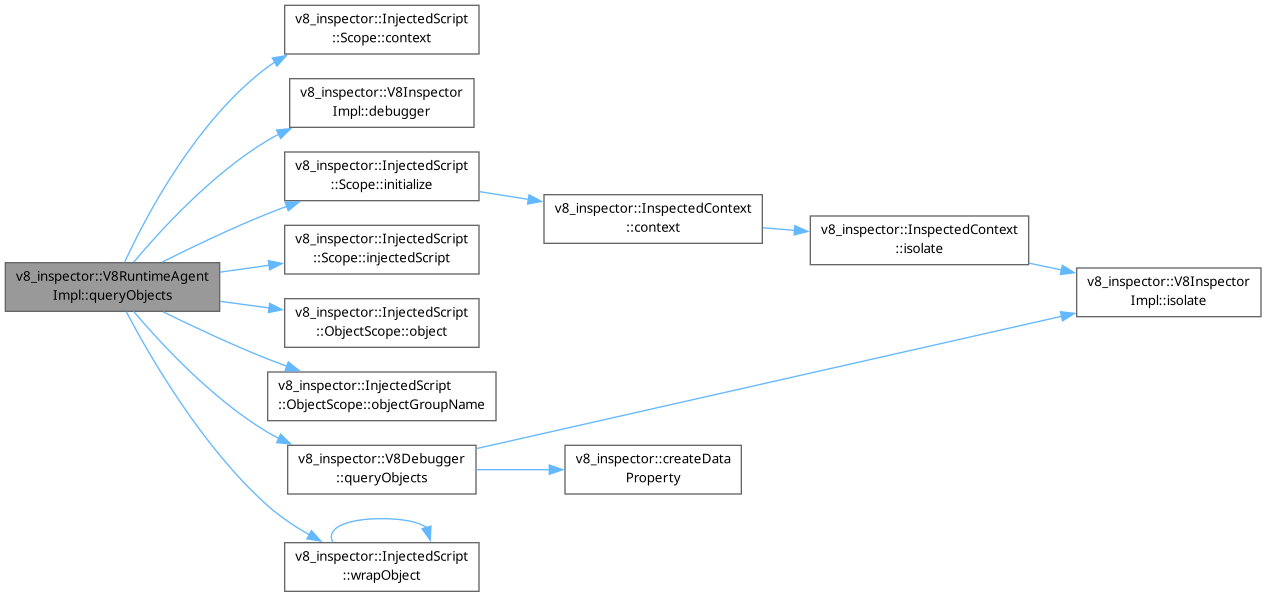 v8_inspector::InjectedScript
::Scope::context
v8_inspector::V8Inspector
Impl::debugger
v8_inspector::InjectedScript
::Scope::initialize
v8_inspector::InspectedContext
::context
v8_inspector::InspectedContext
::isolate
v8_inspector::InjectedScript
::Scope::injectedScript
v8_inspector::V8RuntimeAgent
Impl::queryObjects
v8_inspector::V8Inspector
Impl::isolate
v8_inspector::InjectedScript
::ObjectScope::object
v8_inspector::InjectedScript
::ObjectScope::objectGroupName
v8_inspector::V8Debugger
::queryObjects
v8_inspector::createData
Property
v8_inspector::InjectedScript
::wrapObject